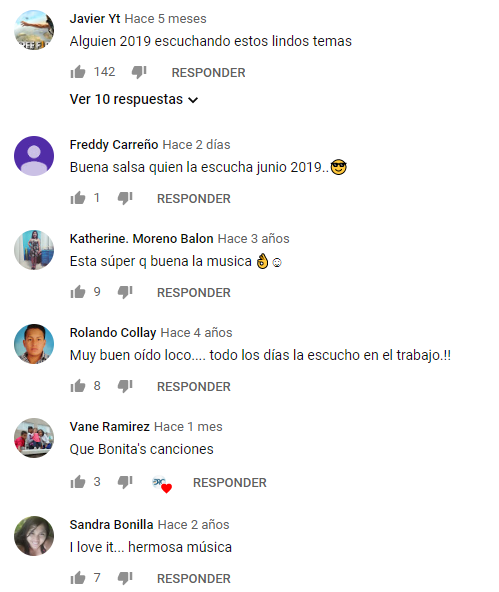 Javier Yt Hace 5 meses
Alguien 2019 escuchando estos lindos temas
142 RESPONDER
Ver 10 respuestas
Freddy Carreño Hace 2 días
Buena salsa quien la escucha junio 2019..😎
1 RESPONDER
Katherine. Moreno Balon Hace 3 años
Esta súper q buena la musica 👌☺
9 RESPONDER
Rolando Collay Hace 4 años
Muy buen oído loco.... todo los días la escucho en el trabajo.!!
8 RESPONDER
Vane Ramirez Hace 1 mes
Que Bonita's canciones
3 RESPONDER
Sandra Bonilla Hace 2 años
I love it... hermosa música
7 RESPONDER